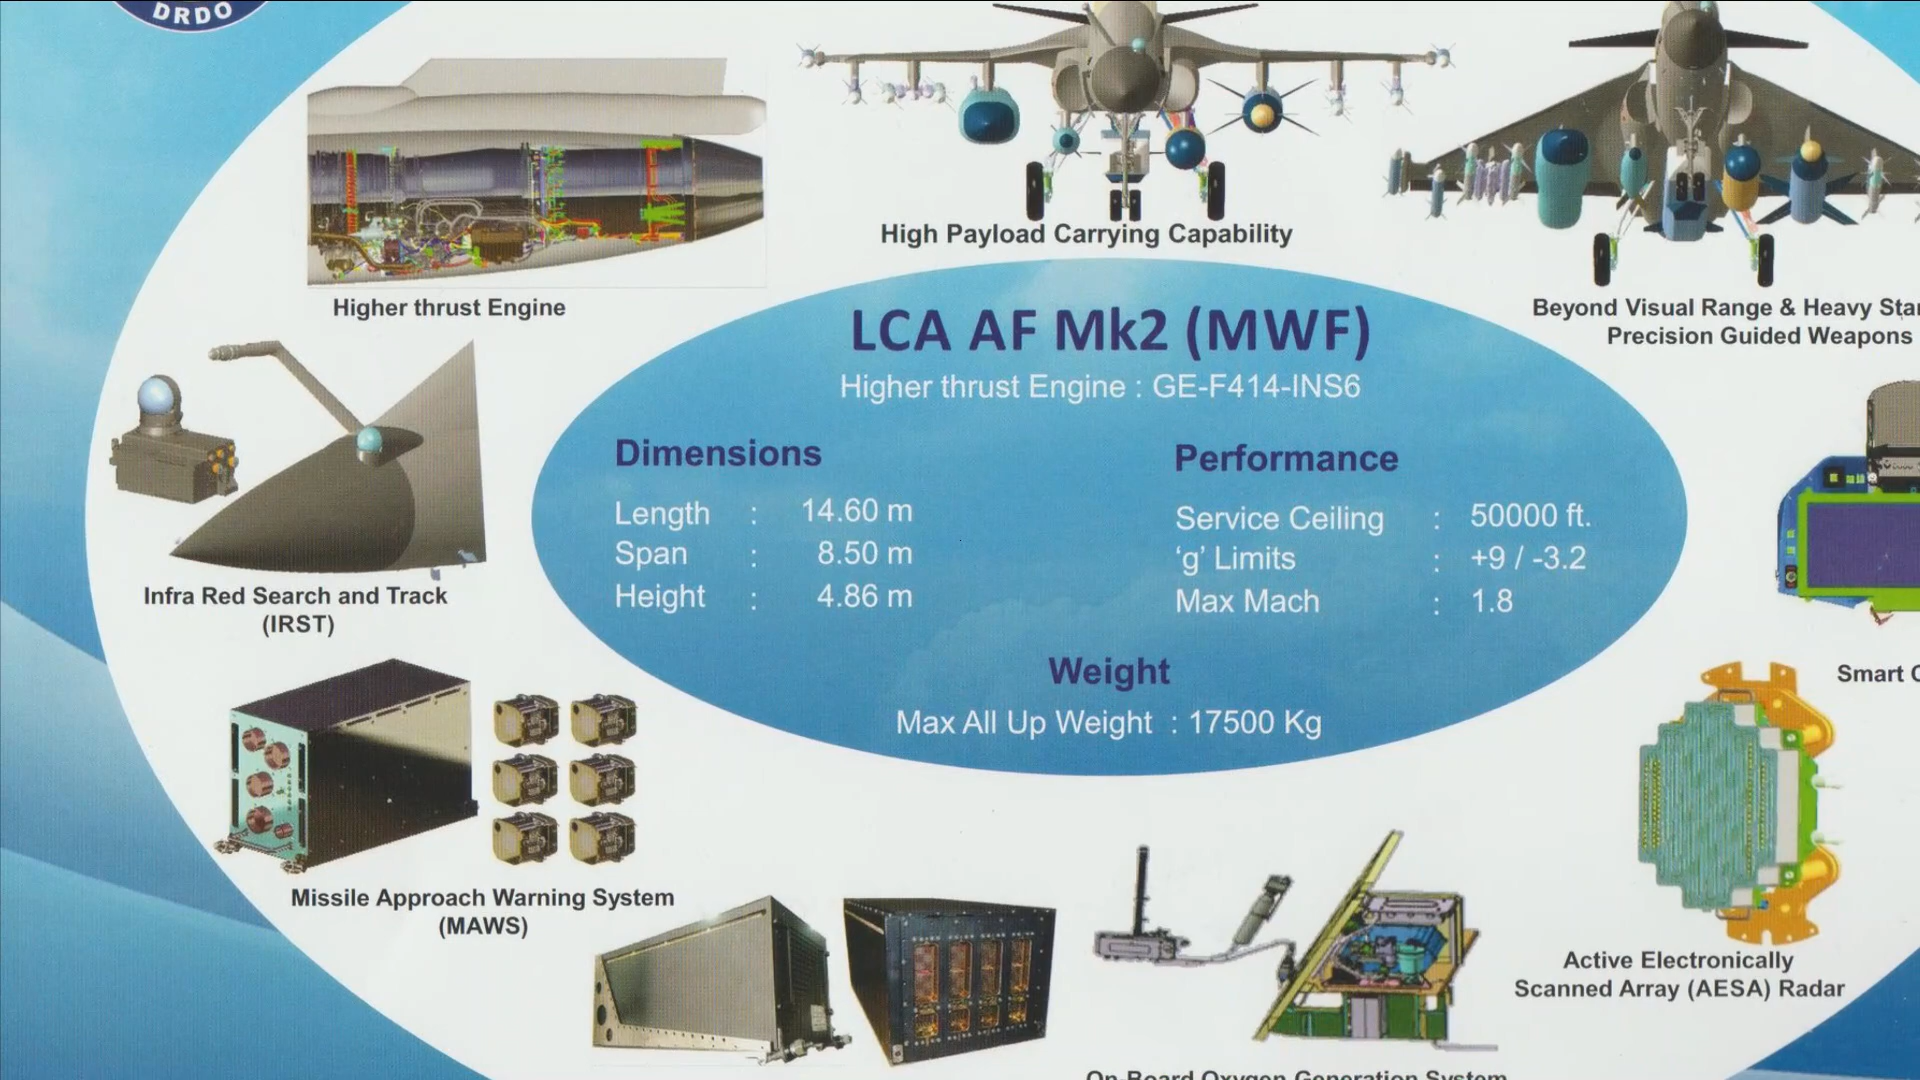 DRDO
High Payload Carrying Capability
Higher thrust Engine
Beyond Visual Range & Heavy
Precision Guided Weapons
LCA AF Mk2 (MWF)
Higher thrust Engine : GE-F414-INS6
Dimensions
Length : 14.60 m
Span : 8.50 m
Height : 4.86 m
Performance
Service Ceiling : 50000 ft.
‘g’ Limits : +9 / -3.2
Max Mach : 1.8
Weight
Max All Up Weight : 17500 Kg
Infra Red Search and Track
(IRST)
Smart
Missile Approach Warning System
(MAWS)
Active Electronically
Scanned Array (AESA) Radar
On-Board Oxygen Generation System